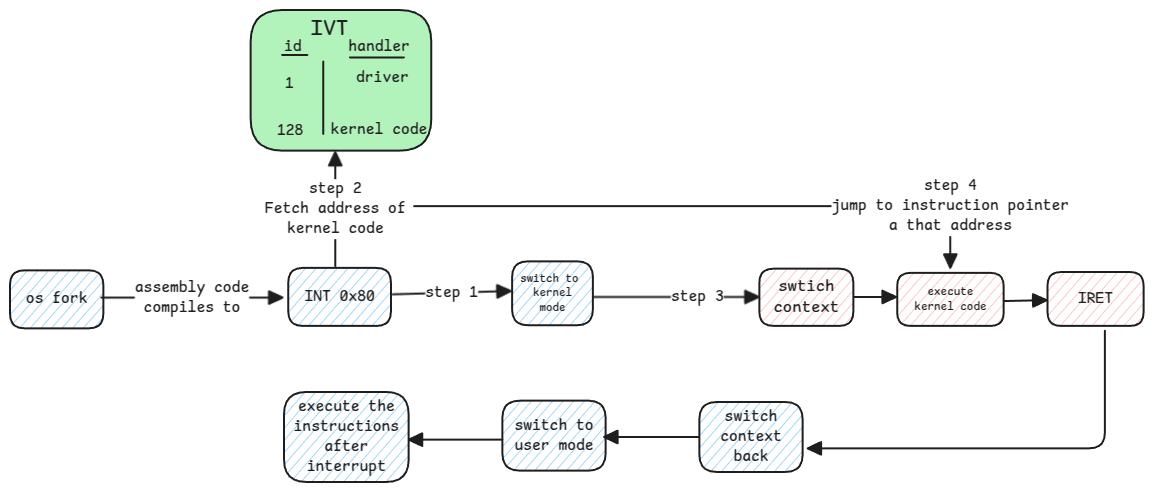 IVT
id handler
1 driver
128 kernel code
step 2
Fetch address of
kernel code
step 4
jump to instruction pointer
a that address
os fork
assembly code
compiles to
INT 0x80
step 1
switch to
kernel
mode
step 3
swtich
context
execute
kernel code
IRET
execute the
instructions
after
interrupt
switch to
user mode
switch
context
back